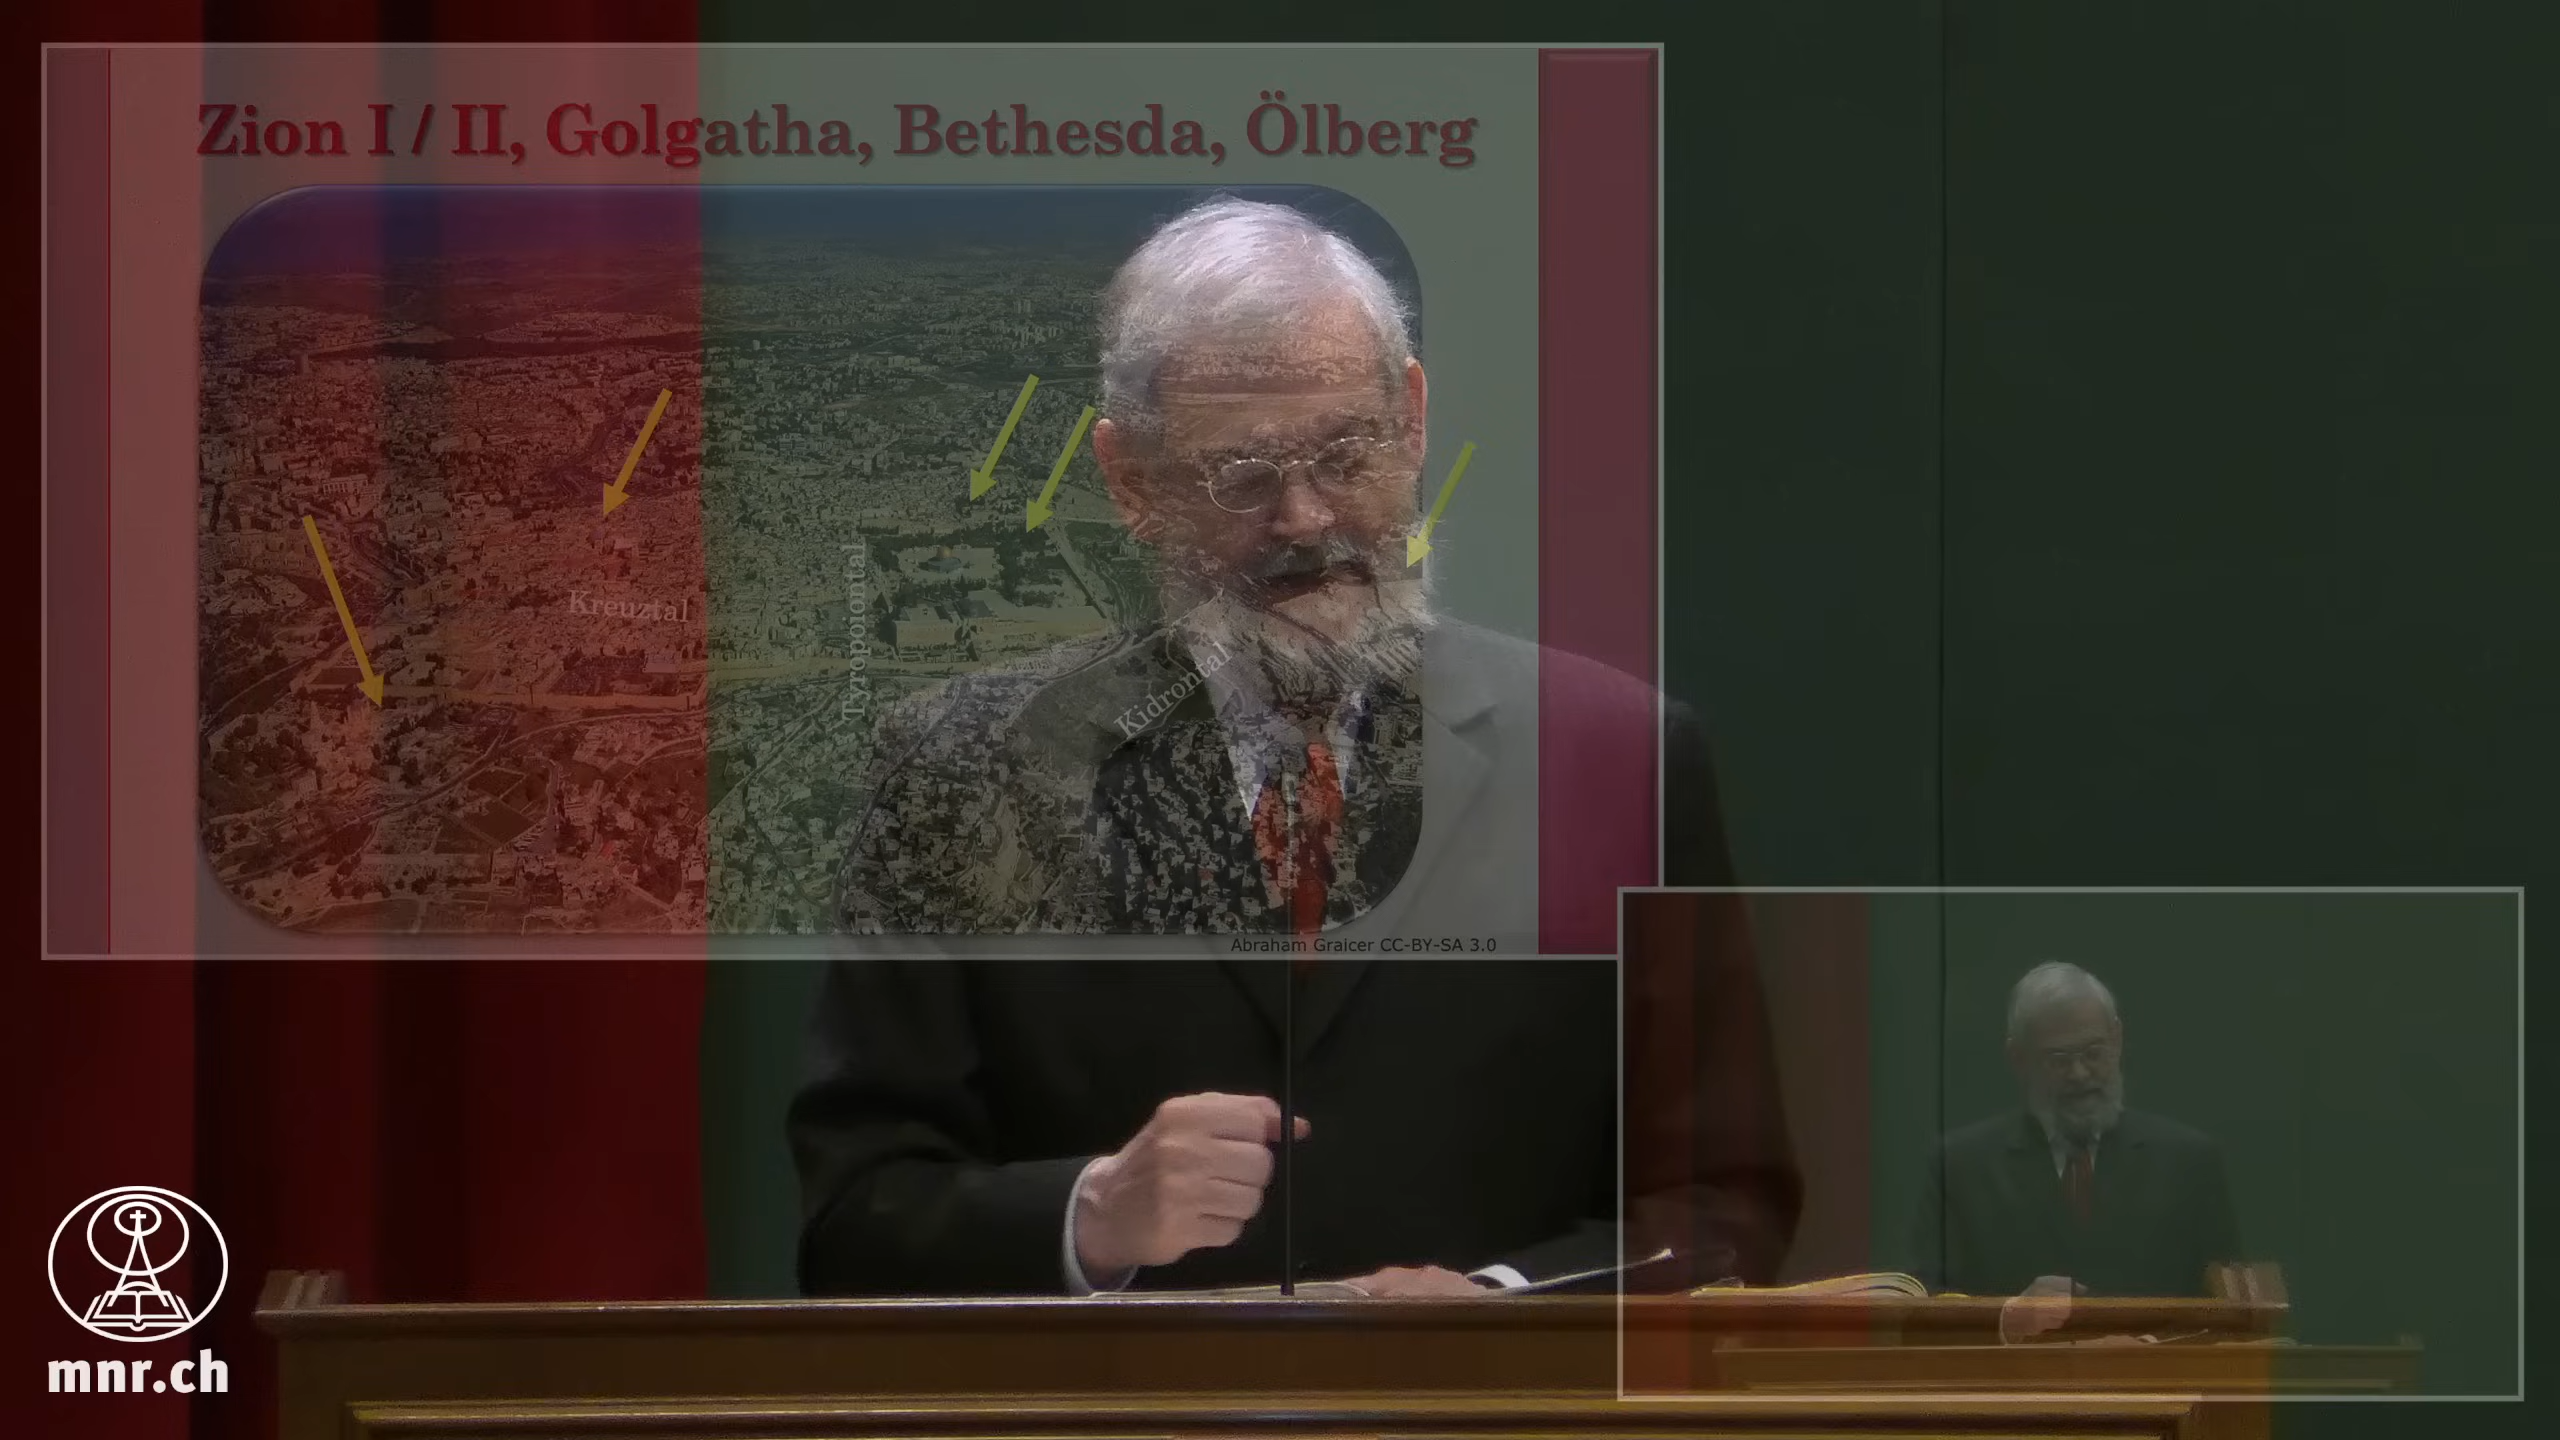 Zion I / II, Golgatha, Bethesda, Ölberg
Kreuztal
Tyropoiontal
Kidrontal
Abraham Graicer CC-BY-SA 3.0
mnr.ch